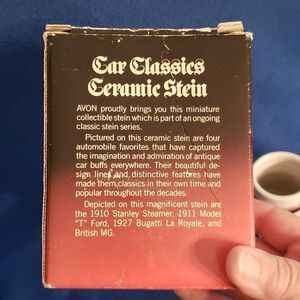 Car Classics
Ceramic Stein
AVON proudly brings you this miniature
collectible stein which is part of an ongoing
classic stein series.
Pictured on this ceramic stein are four
automobile favorites that have captured
the imagination and admiration of antique
car buffs everywhere. Their beautiful de-
sign lines and distinctive features have
made them classics in their own time and
popular throughout the decades.
Depicted on this magnificent stein are
the 1910 Stanley Steamer, 1911 Model
"T" Ford, 1927 Bugatti La Royale, and
British MG.